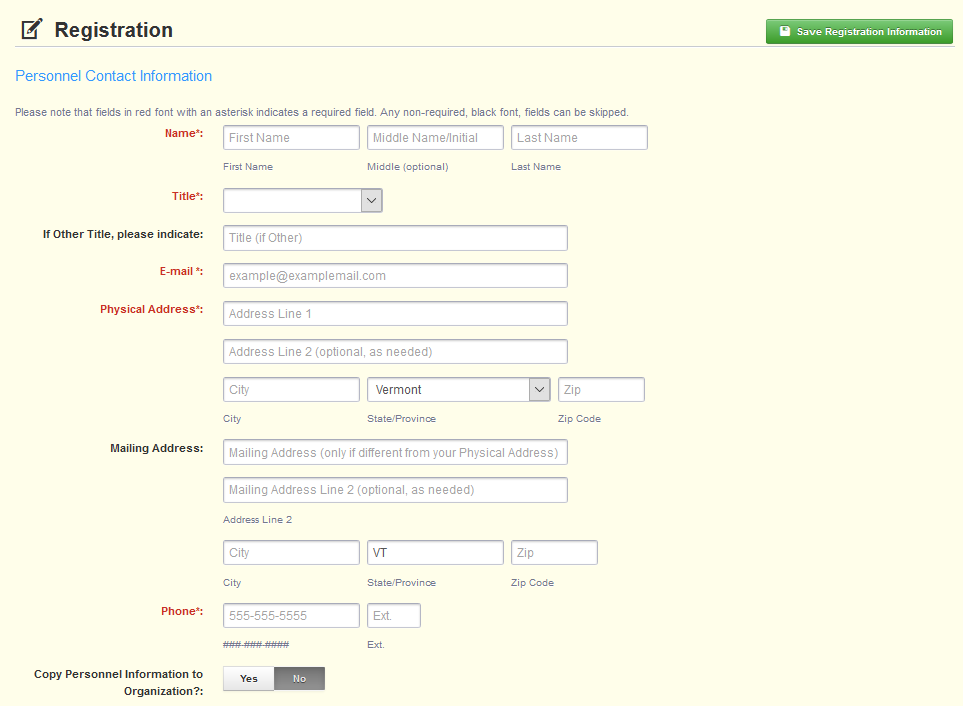 Registration
Save Registration Information
Personnel Contact Information
Please note that fields in red font with an asterisk indicates a required field. Any non-required, black font, fields can be skipped.
Name*: First Name Middle Name/Initial Last Name
First Name Middle (optional) Last Name
Title*:
If Other Title, please indicate: Title (if Other)
E-mail *: example@examplemail.com
Physical Address*: Address Line 1
Address Line 2 (optional, as needed)
City Vermont Zip
City State/Province Zip Code
Mailing Address: Mailing Address (only if different from your Physical Address)
Mailing Address Line 2 (optional, as needed)
Address Line 2
City VT Zip
City State/Province Zip Code
Phone*: 555-555-5555 Ext.
###-###-#### Ext.
Copy Personnel Information to
Organization?: Yes No